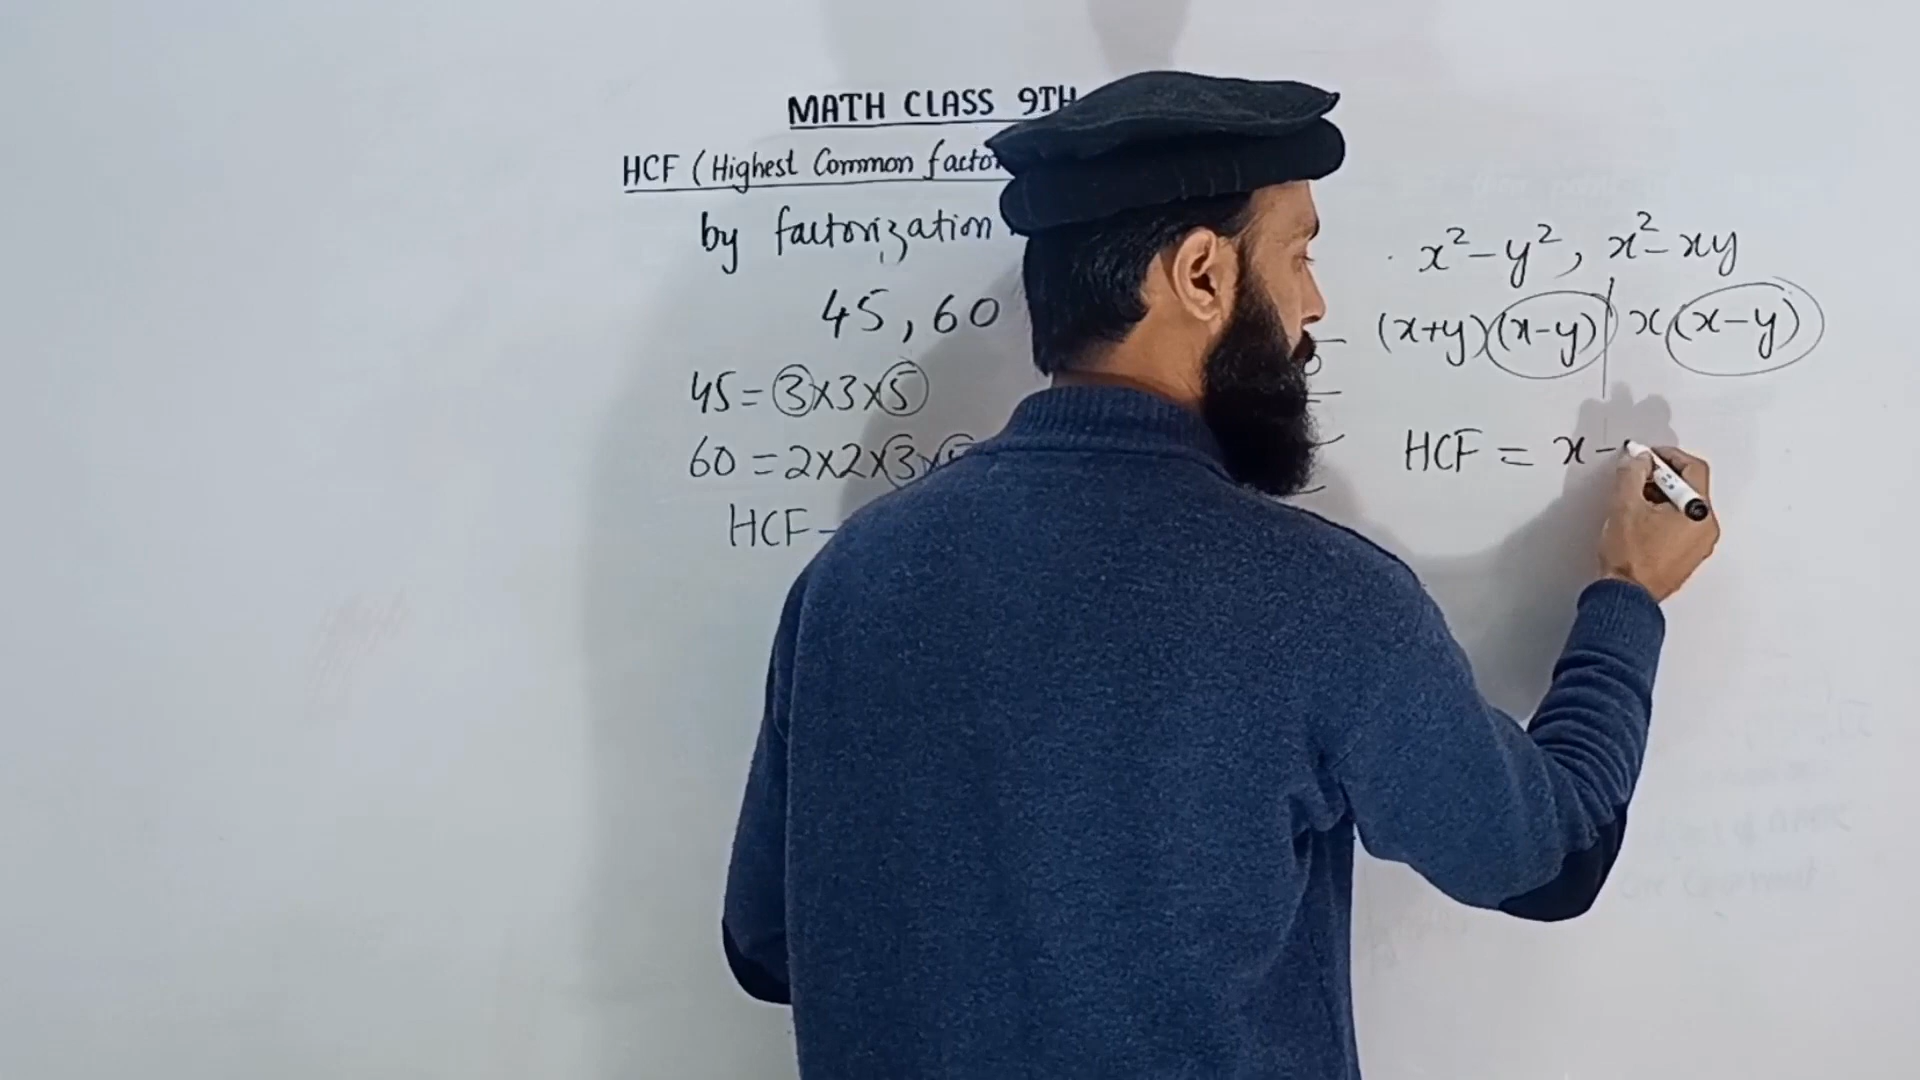 MATH CLASS 9TH
HCF (Highest Common factor
by factorization
45, 60
45 = 3×3×5
60 = 2×2×3×5
HCF =
x² - y², x² - xy
(x+y)(x-y) | x(x-y)
HCF = x -